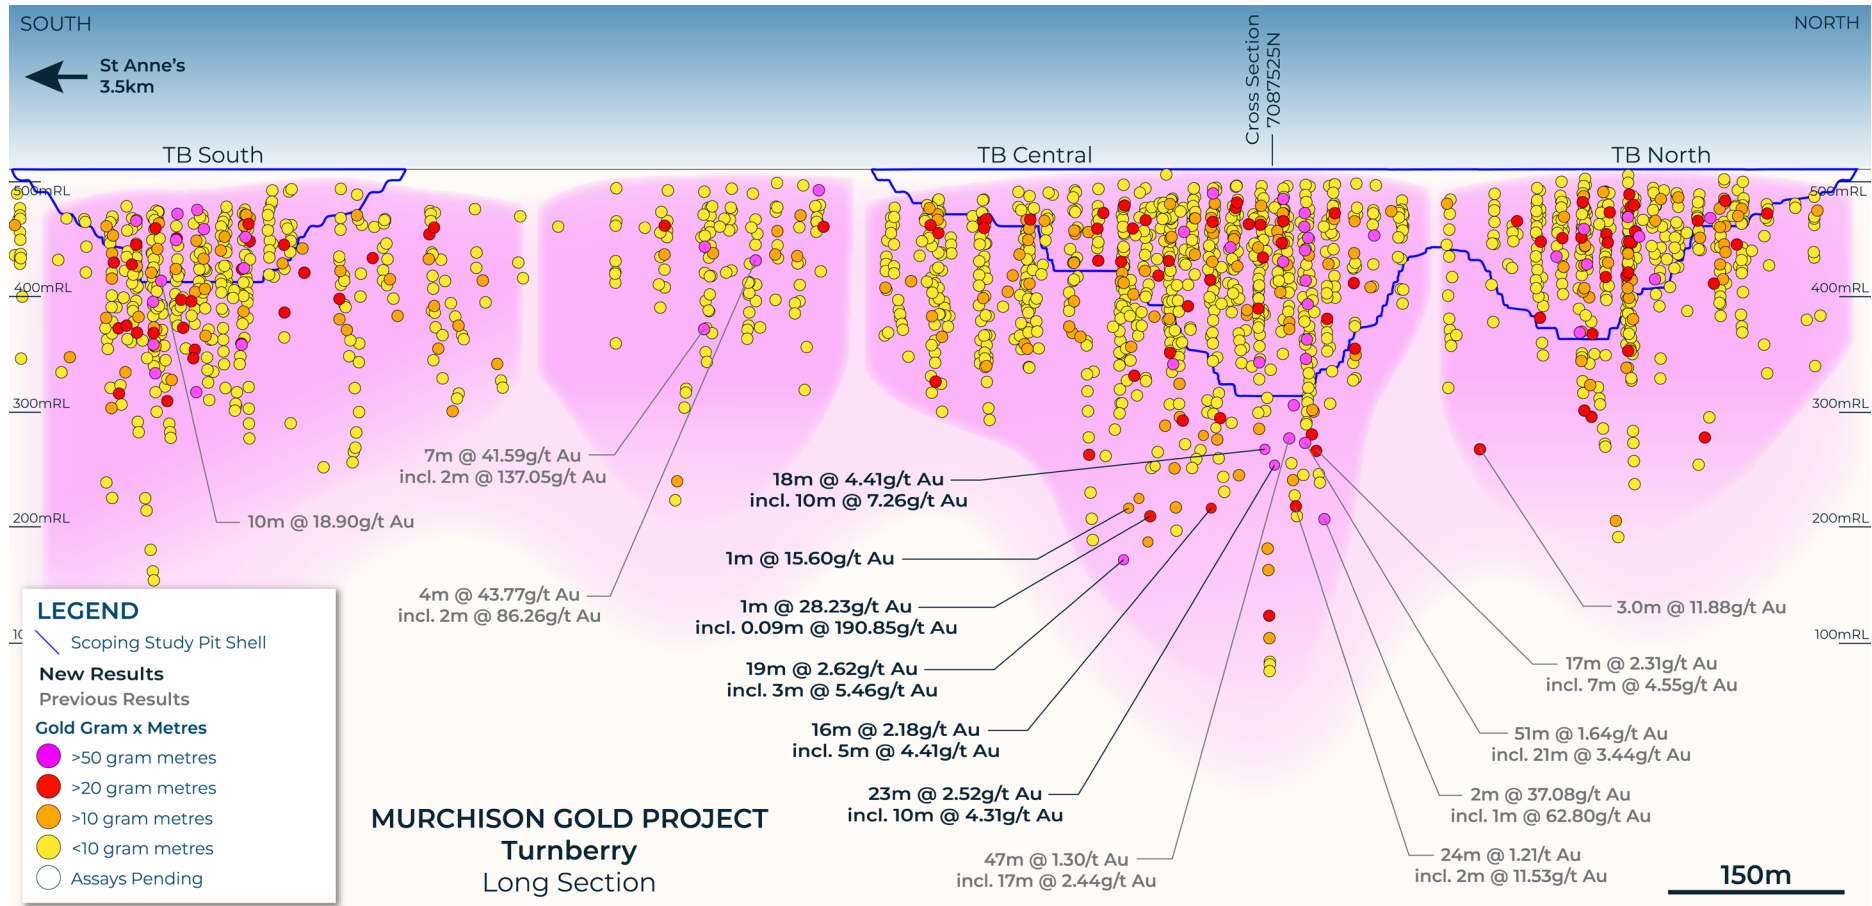 SOUTH
NORTH
St Anne's
3.5km
Cross Section
7087525N
TB South
TB Central
TB North
500mRL
500mRL
400mRL
400mRL
300mRL
300mRL
200mRL
200mRL
10
100mRL
7m @ 41.59g/t Au
incl. 2m @ 137.05g/t Au
10m @ 18.90g/t Au
4m @ 43.77g/t Au
incl. 2m @ 86.26g/t Au
18m @ 4.41g/t Au
incl. 10m @ 7.26g/t Au
1m @ 15.60g/t Au
1m @ 28.23g/t Au
incl. 0.09m @ 190.85g/t Au
19m @ 2.62g/t Au
incl. 3m @ 5.46g/t Au
16m @ 2.18g/t Au
incl. 5m @ 4.41g/t Au
23m @ 2.52g/t Au
incl. 10m @ 4.31g/t Au
47m @ 1.30/t Au
incl. 17m @ 2.44g/t Au
3.0m @ 11.88g/t Au
17m @ 2.31g/t Au
incl. 7m @ 4.55g/t Au
51m @ 1.64g/t Au
incl. 21m @ 3.44g/t Au
2m @ 37.08g/t Au
incl. 1m @ 62.80g/t Au
24m @ 1.21/t Au
incl. 2m @ 11.53g/t Au
LEGEND
Scoping Study Pit Shell
New Results
Previous Results
Gold Gram x Metres
>50 gram metres
>20 gram metres
>10 gram metres
<10 gram metres
Assays Pending
MURCHISON GOLD PROJECT
Turnberry
Long Section
150m